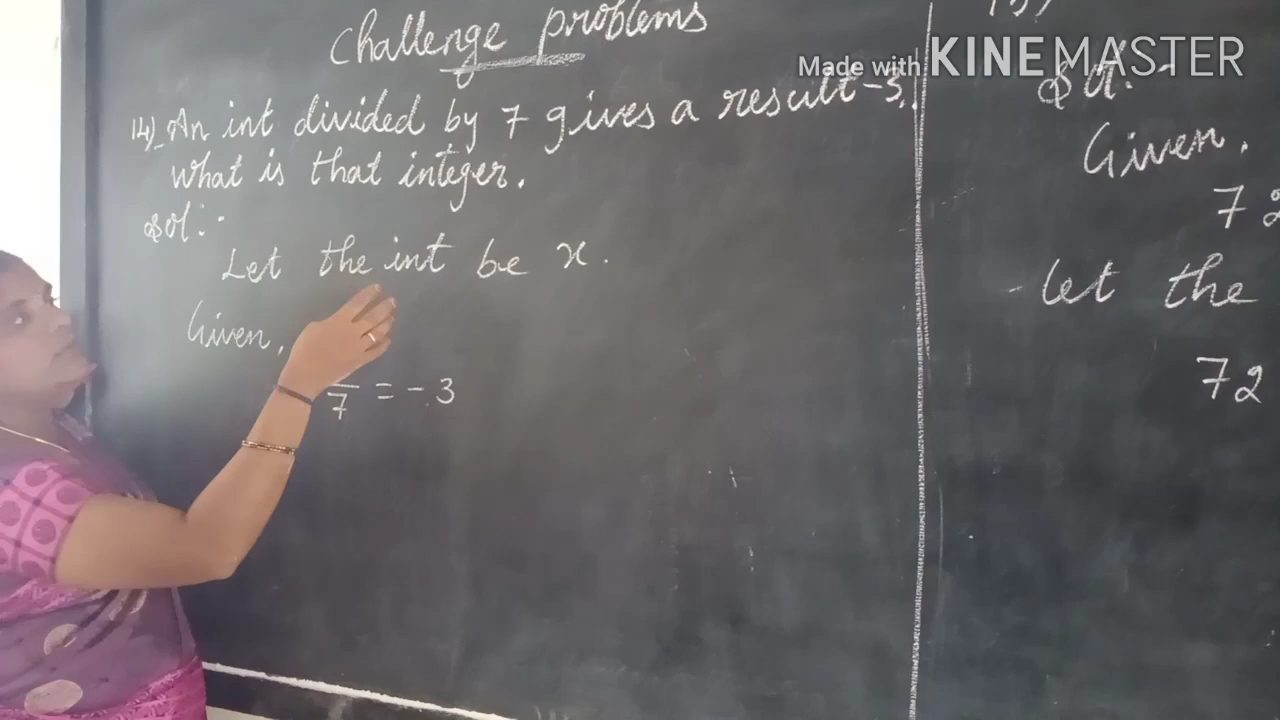 Challenge problems
14) An int divided by 7 gives a result -3.
what is that integer.
Sol:-
Let the int be x.
Given,
7 = -3
Sol:-
Given.
72
let the
72
Made with KINEMASTER